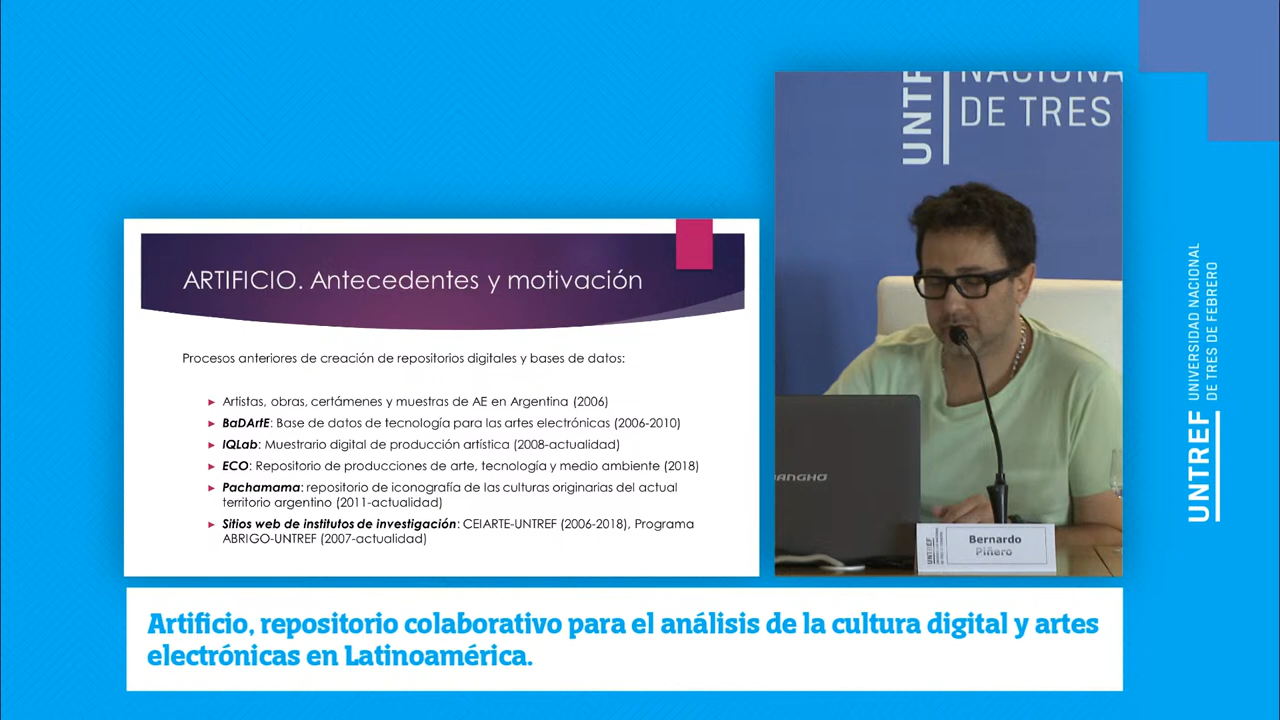 UNTREF
NACIONA
DE TRES
ARTIFICIO. Antecedentes y motivación
Procesos anteriores de creación de repositorios digitales y bases de datos:
Artistas, obras, certámenes y muestras de AE en Argentina (2006)
BaDArtE: Base de datos de tecnología para las artes electrónicas (2006-2010)
IQLab: Muestrario digital de producción artística (2008-actualidad)
ECO: Repositorio de producciones de arte, tecnología y medio ambiente (2018)
Pachamama: repositorio de iconografía de las culturas originarias del actual
territorio argentino (2011-actualidad)
Sitios web de institutos de investigación: CEIARTE-UNTREF (2006-2018), Programa
ABRIGO-UNTREF (2007-actualidad)
BANGHO
UNTREF
Bernardo
Piñero
Artificio, repositorio colaborativo para el análisis de la cultura digital y artes
electrónicas en Latinoamérica.
UNTREF
UNIVERSIDAD NACIONAL
DE TRES DE FEBRERO